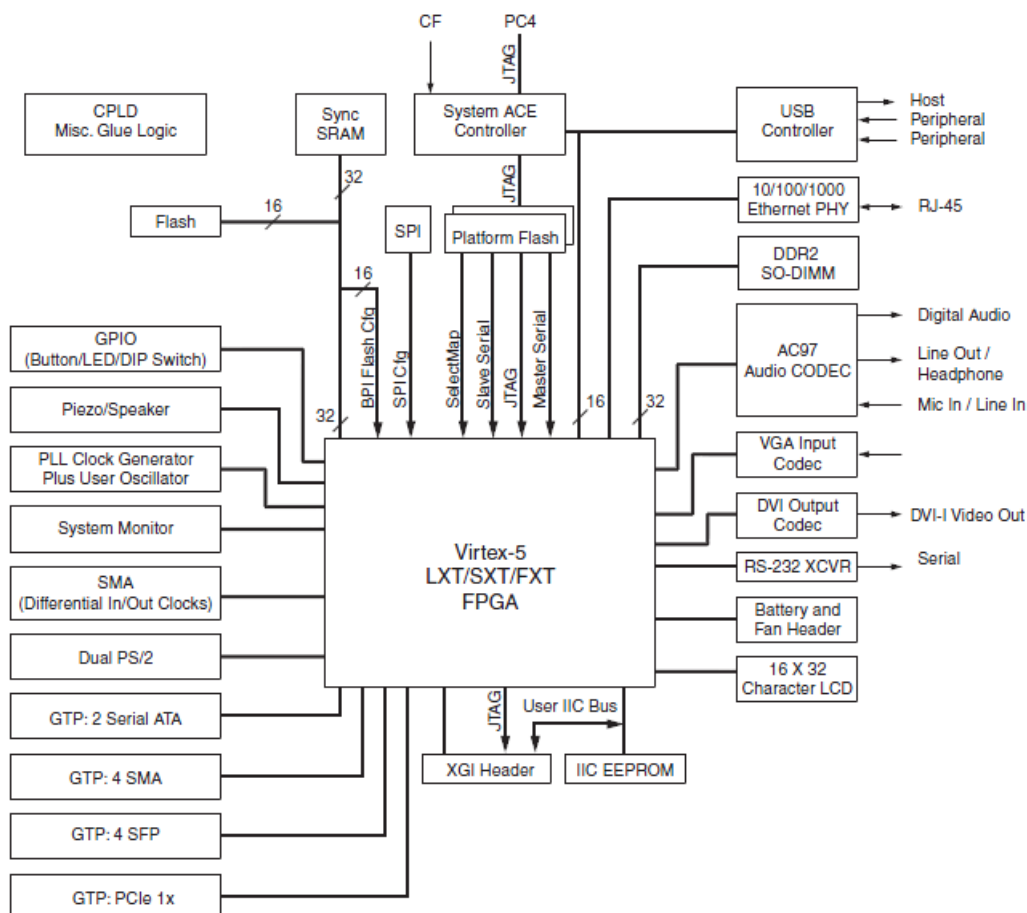 CF
PC4
JTAG
CPLD
Misc. Glue Logic
Sync
SRAM
System ACE
Controller
USB
Controller
Host
Peripheral
Peripheral
32
16
JTAG
Flash
SPI
Platform Flash
10/100/1000
Ethernet PHY
RJ-45
DDR2
SO-DIMM
16
BPI Flash Cfg
SPI Cfg
SelectMap
Slave Serial
JTAG
Master Serial
32
16
32
AC97
Audio CODEC
Digital Audio
Line Out /
Headphone
Mic In / Line In
GPIO
(Button/LED/DIP Switch)
Piezo/Speaker
PLL Clock Generator
Plus User Oscillator
System Monitor
SMA
(Differential In/Out Clocks)
Dual PS/2
GTP: 2 Serial ATA
GTP: 4 SMA
GTP: 4 SFP
GTP: PCIe 1x
Virtex-5
LXT/SXT/FXT
FPGA
VGA Input
Codec
DVI Output
Codec
DVI-I Video Out
RS-232 XCVR
Serial
Battery and
Fan Header
16 X 32
Character LCD
JTAG
User IIC Bus
XGI Header
IIC EEPROM